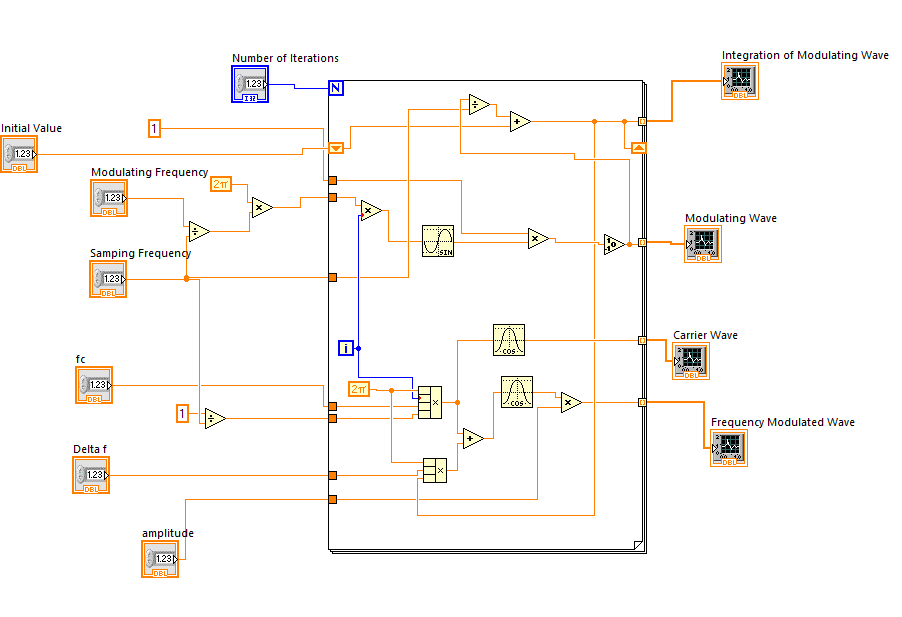 Number of Iterations
1.23
I32
N
Integration of Modulating Wave
DBL
Initial Value
1.23
DBL
1
Modulating Frequency
1.23
DBL
2π
÷
+
×
÷
×
SIN
×
Modulating Wave
DBL
Samping Frequency
1.23
DBL
i
COS
Carrier Wave
DBL
fc
1.23
DBL
2π
×
COS
×
1
÷
+
Frequency Modulated Wave
DBL
Delta f
1.23
DBL
×
amplitude
1.23
DBL